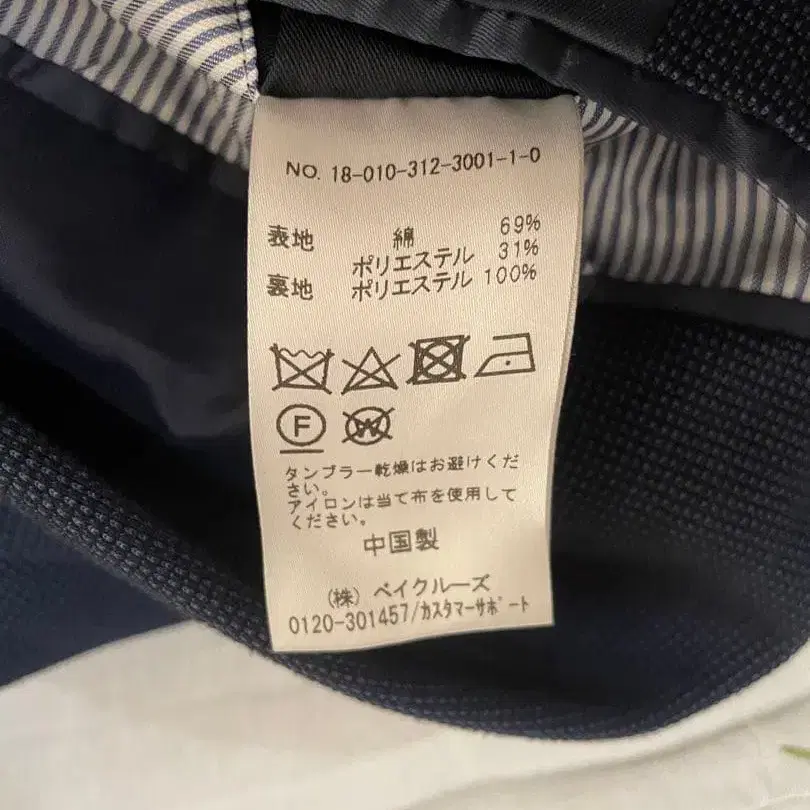 NO. 18-010-312-3001-1-0
表地 綿 69%
ポリエステル 31%
裏地 ポリエステル 100%
F W
タンブラー乾燥はお避けくだ
さい。
アイロンは当て布を使用して
ください。
中国製
(株) ベイクルーズ
0120-301457/カスタマーサポート